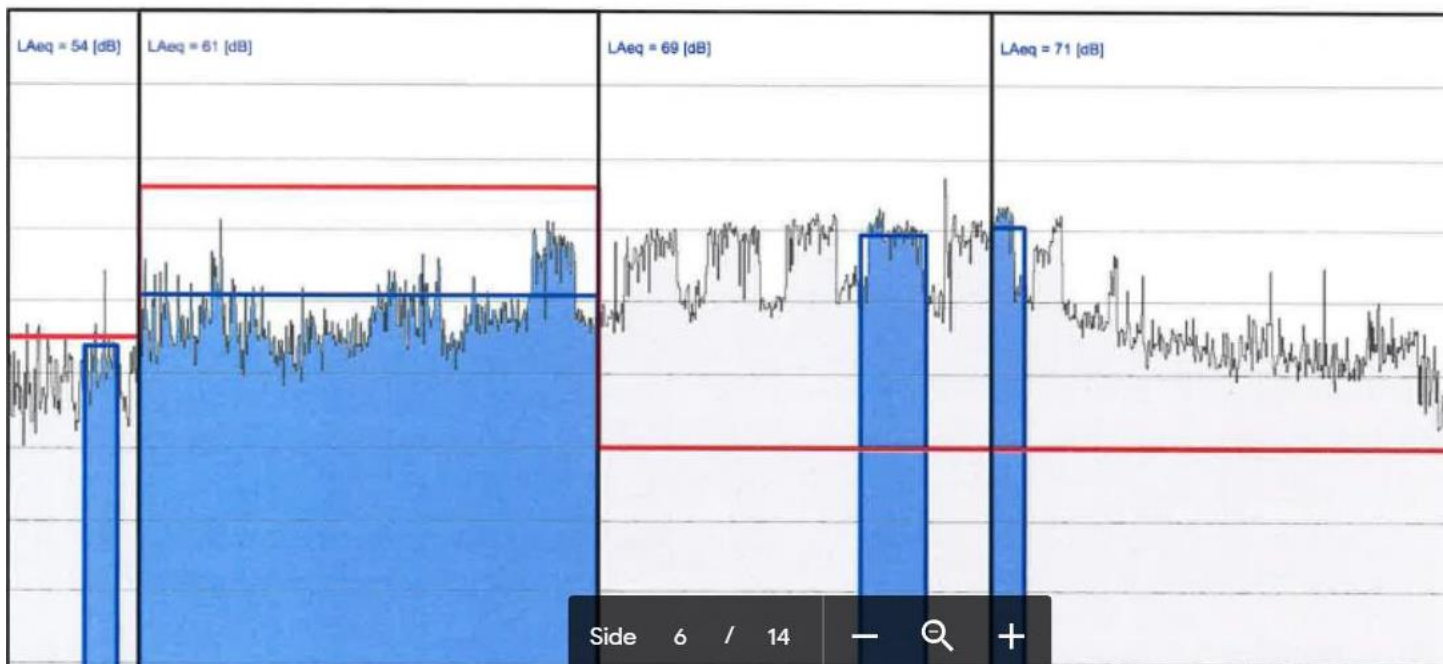 LAeq = 54 [dB]
LAeq = 61 [dB]
LAeq = 69 [dB]
LAeq = 71 [dB]
Side 6 / 14